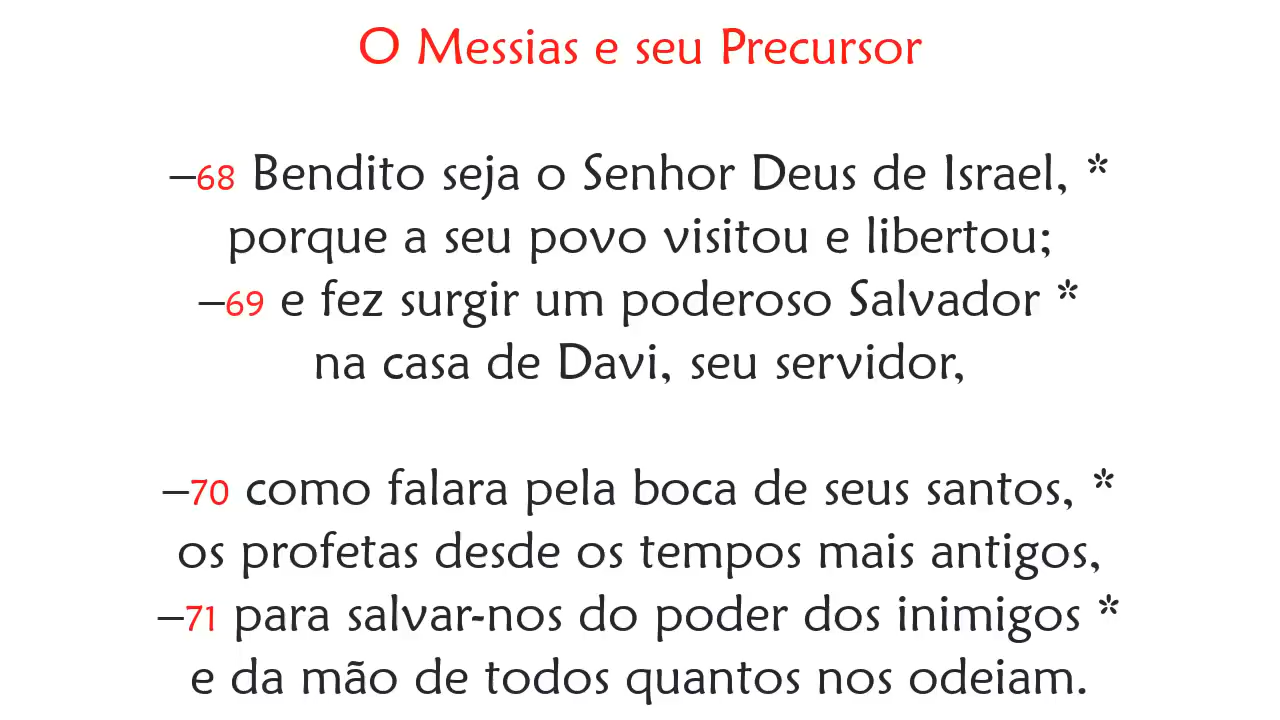 O Messias e seu Precursor
–68 Bendito seja o Senhor Deus de Israel, *
porque a seu povo visitou e libertou;
–69 e fez surgir um poderoso Salvador *
na casa de Davi, seu servidor,
–70 como falara pela boca de seus santos, *
os profetas desde os tempos mais antigos,
–71 para salvar-nos do poder dos inimigos *
e da mão de todos quantos nos odeiam.